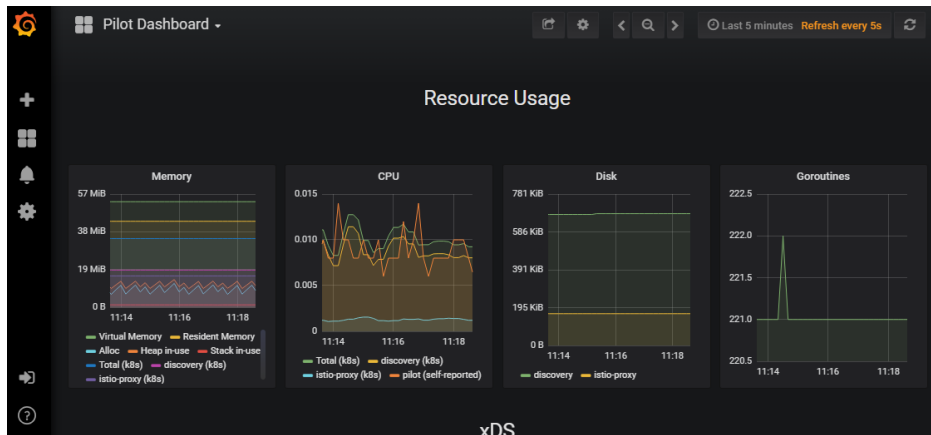 Pilot Dashboard
Last 5 minutes Refresh every 5s
Resource Usage
Memory
57 MiB
38 MiB
19 MiB
0 B
11:14 11:16 11:18
Virtual Memory Resident Memory
Alloc Heap in-use Stack in-use
Total (k8s) discovery (k8s)
istio-proxy (k8s)
CPU
0.015
0.010
0.005
0
11:14 11:16 11:18
Total (k8s) discovery (k8s)
istio-proxy (k8s) pilot (self-reported)
Disk
781 KiB
586 KiB
391 KiB
195 KiB
0 B
11:14 11:16 11:18
discovery istio-proxy
Goroutines
222.5
222.0
221.5
221.0
220.5
11:14 11:16 11:18
xDS